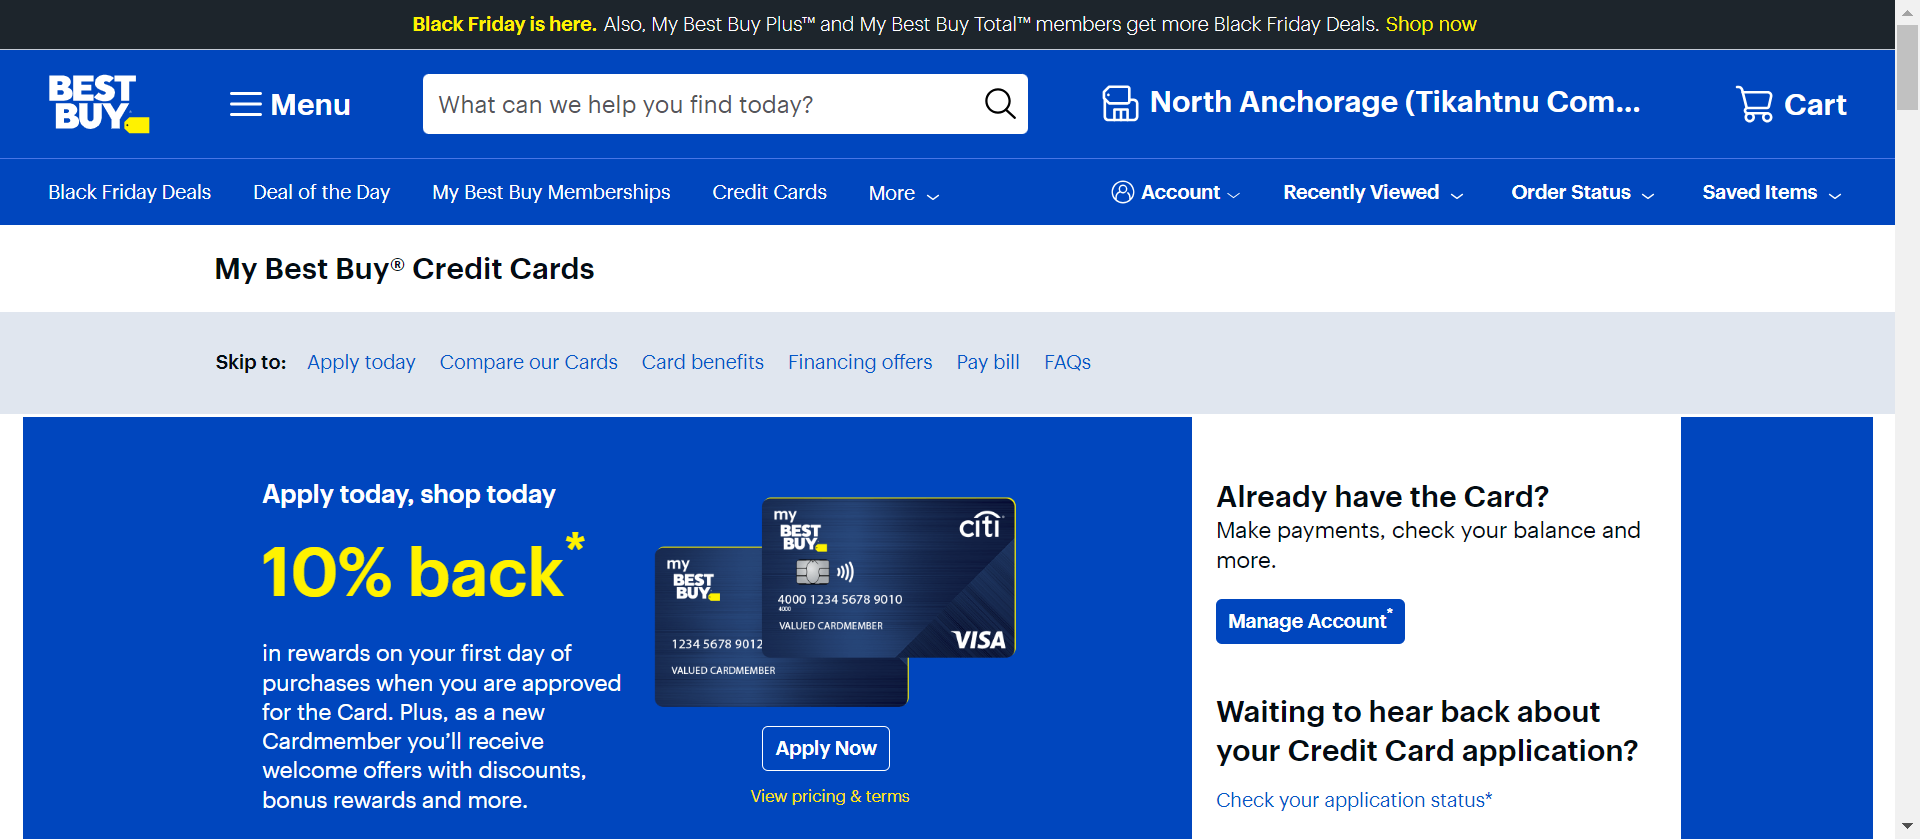 Black Friday is here. Also, My Best Buy Plus™ and My Best Buy Total™ members get more Black Friday Deals. Shop now
BEST BUY
Menu
What can we help you find today?
North Anchorage (Tikahtnu Com...
Cart
Black Friday Deals
Deal of the Day
My Best Buy Memberships
Credit Cards
More
Account
Recently Viewed
Order Status
Saved Items
My Best Buy® Credit Cards
Skip to: Apply today Compare our Cards Card benefits Financing offers Pay bill FAQs
Apply today, shop today
10% back*
in rewards on your first day of
purchases when you are approved
for the Card. Plus, as a new
Cardmember you’ll receive
welcome offers with discounts,
bonus rewards and more.
my
BEST
BUY
1234 5678 9012
VALUED CARDMEMBER
my
BEST
BUY
citi
4000 1234 5678 9010
4000
VALUED CARDMEMBER
VISA
Apply Now
View pricing & terms
Already have the Card?
Make payments, check your balance and
more.
Manage Account*
Waiting to hear back about
your Credit Card application?
Check your application status*